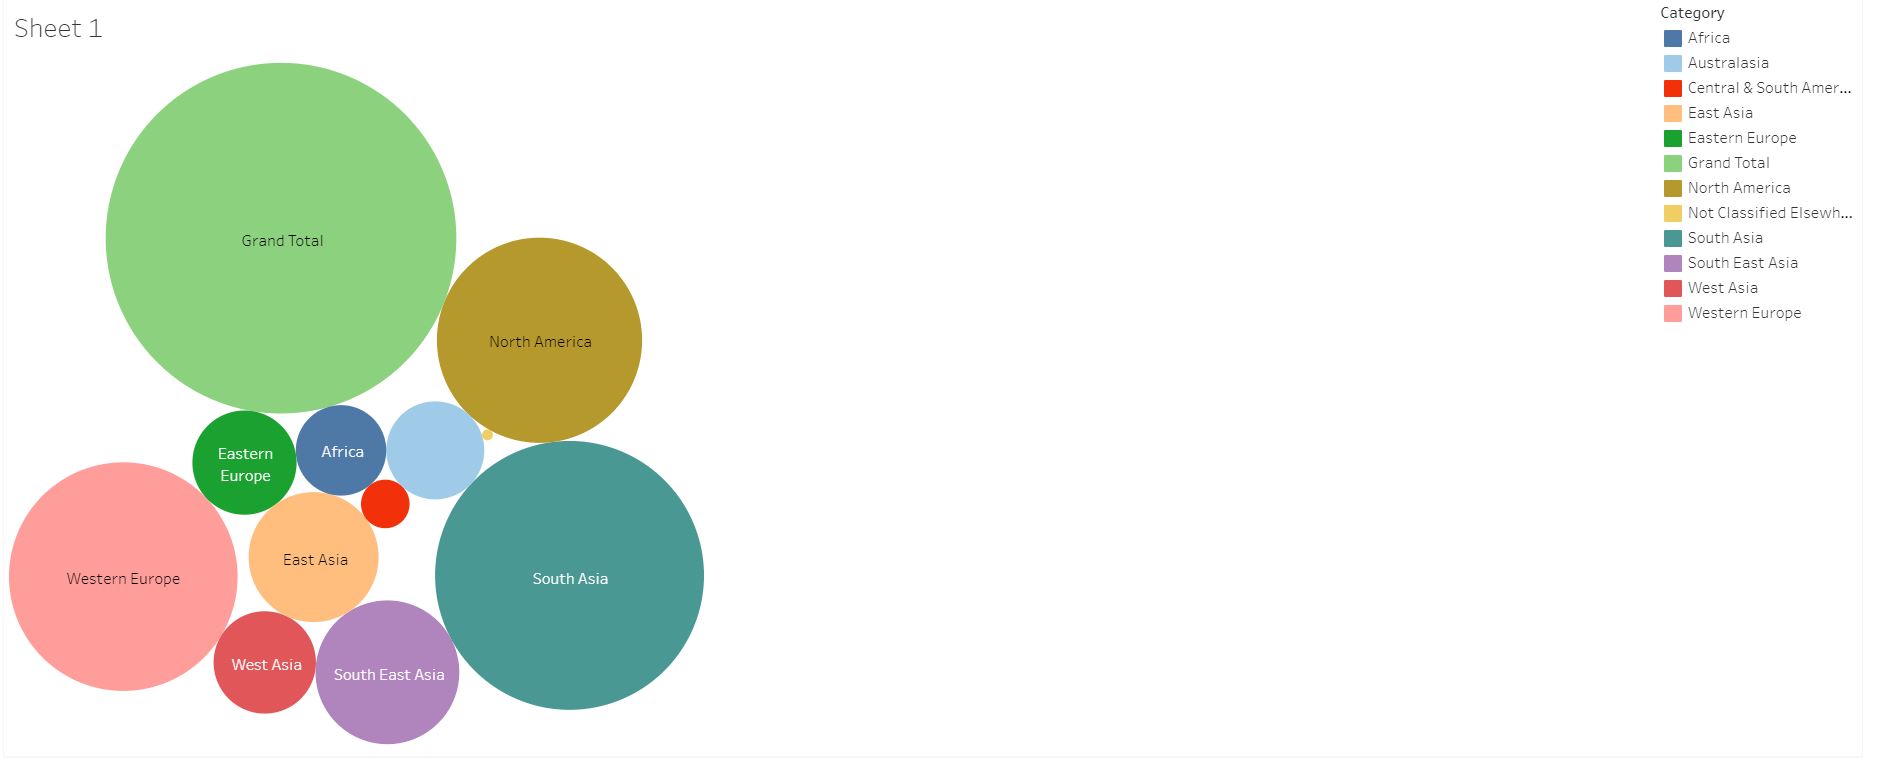 Sheet 1
Grand Total
North America
Eastern
Europe
Africa
East Asia
Western Europe
South Asia
West Asia
South East Asia
Category
Africa
Australasia
Central & South Amer...
East Asia
Eastern Europe
Grand Total
North America
Not Classified Elsewh...
South Asia
South East Asia
West Asia
Western Europe